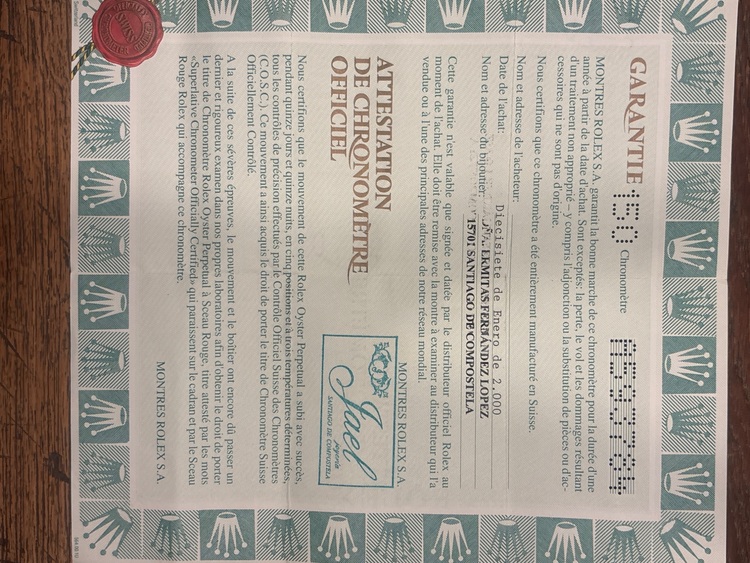 GARANTIE 150 Chronomètre
MONTRES ROLEX S.A. garantit la bonne marche de ce chronomètre pour la durée d'une
année à partir de la date d'achat. Sont exceptés: la perte, le vol et les dommages résultant
d'un traitement non approprié – y compris l'adjonction ou la substitution de pièces ou d'ac-
cessoires qui ne sont pas d'origine.
Nous certifions que ce chronomètre a été entièrement manufacturé en Suisse.
Nom et adresse de l'acheteur:
Date de l'achat: Diecisiete de Enero de 2.000
Nom et adresse du bijoutier: ERMITAS FERNÁNDEZ LOPEZ
15701 SANTIAGO DE COMPOSTELA
Cette garantie n'est valable que signée et datée par le distributeur officiel Rolex au
moment de l'achat. Elle doit être remise avec la montre à examiner au distributeur qui l'a
vendue ou à l'une des principales adresses de notre réseau mondial.
MONTRES ROLEX S.A.
Jael
joyería
SANTIAGO DE COMPOSTELA
ATTESTATION
DE CHRONOMÈTRE
OFFICIEL
Nous certifions que le mouvement de cette Rolex Oyster Perpetual a subi avec succès,
pendant quinze jours et quinze nuits, en cinq positions et à trois températures déterminées,
tous les contrôles de précision effectués par le Contrôle Officiel Suisse des Chronomètres
(C.O.S.C.). Ce mouvement a ainsi acquis le droit de porter le titre de Chronomètre Suisse
Officiellement Contrôlé.
A la suite de ces sévères épreuves, le mouvement et le boîtier ont encore dû passer un
dernier et rigoureux examen dans nos propres laboratoires afin d'obtenir le droit de porter
le titre de Chronomètre Rolex Oyster Perpetual à Sceau Rouge, titre attesté par les mots
«Superlative Chronometer Officially Certified» qui paraissent sur le cadran et par le Sceau
Rouge Rolex qui accompagne ce chronomètre.
MONTRES ROLEX S.A.